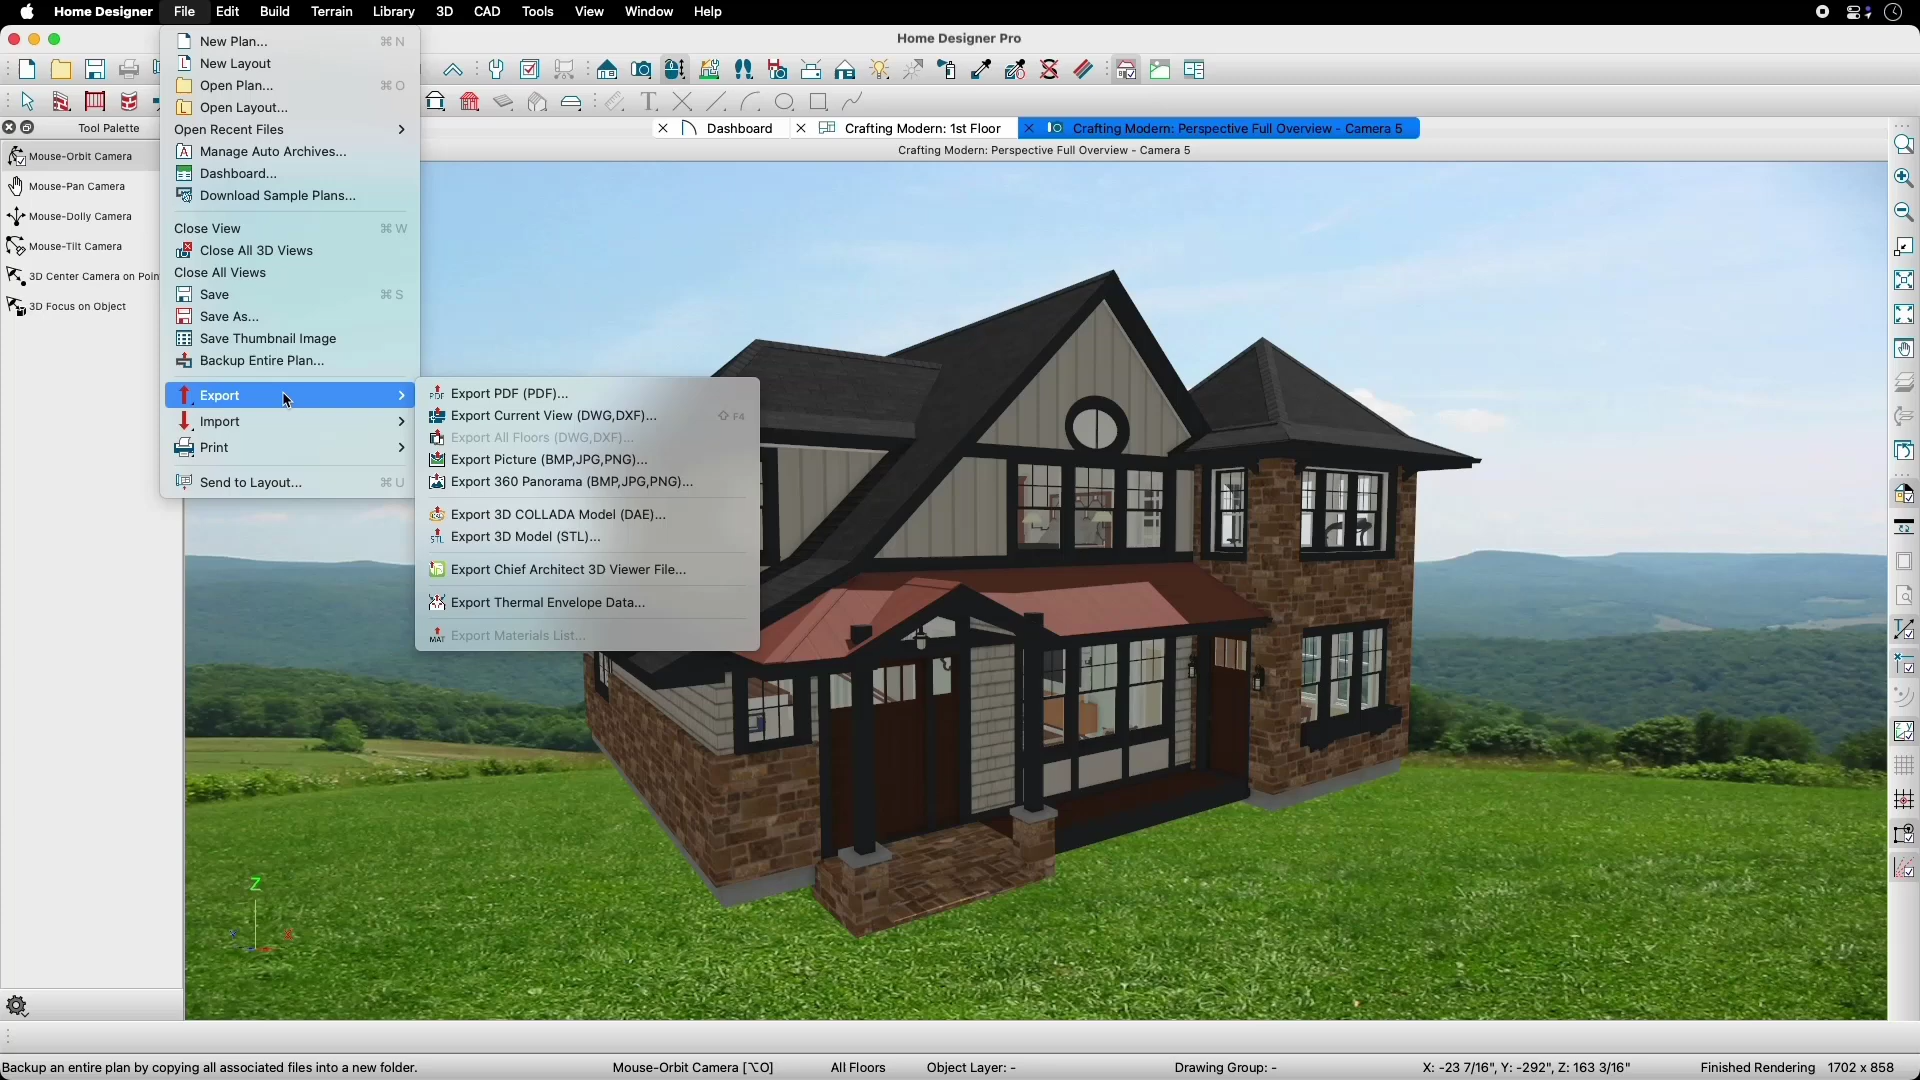 Home Designer File Edit Build Terrain Library 3D CAD Tools View Window Help
Home Designer Pro
New Plan... ⌘ N
New Layout
Open Plan... ⌘ O
Open Layout...
Open Recent Files
Manage Auto Archives...
Dashboard...
Download Sample Plans...
Close View ⌘ W
Close All 3D Views
Close All Views
Save ⌘ S
Save As...
Save Thumbnail Image
Backup Entire Plan...
Export
Import
Print
Send to Layout... ⌘ U
Export PDF (PDF)...
Export Current View (DWG,DXF)... ⇧ F4
Export All Floors (DWG,DXF)...
Export Picture (BMP,JPG,PNG)...
Export 360 Panorama (BMP,JPG,PNG)...
Export 3D COLLADA Model (DAE)...
Export 3D Model (STL)...
Export Chief Architect 3D Viewer File...
Export Thermal Envelope Data...
Export Materials List...
Tool Palette
Mouse-Orbit Camera
Mouse-Pan Camera
Mouse-Dolly Camera
Mouse-Tilt Camera
3D Center Camera on Poin
3D Focus on Object
Dashboard
Crafting Modern: 1st Floor
Crafting Modern: Perspective Full Overview - Camera 5
Crafting Modern: Perspective Full Overview - Camera 5
Z
Backup an entire plan by copying all associated files into a new folder. Mouse-Orbit Camera [⌥O] All Floors Object Layer: - Drawing Group: - X: -23 7/16", Y: -292", Z: 163 3/16" Finished Rendering 1702 x 858